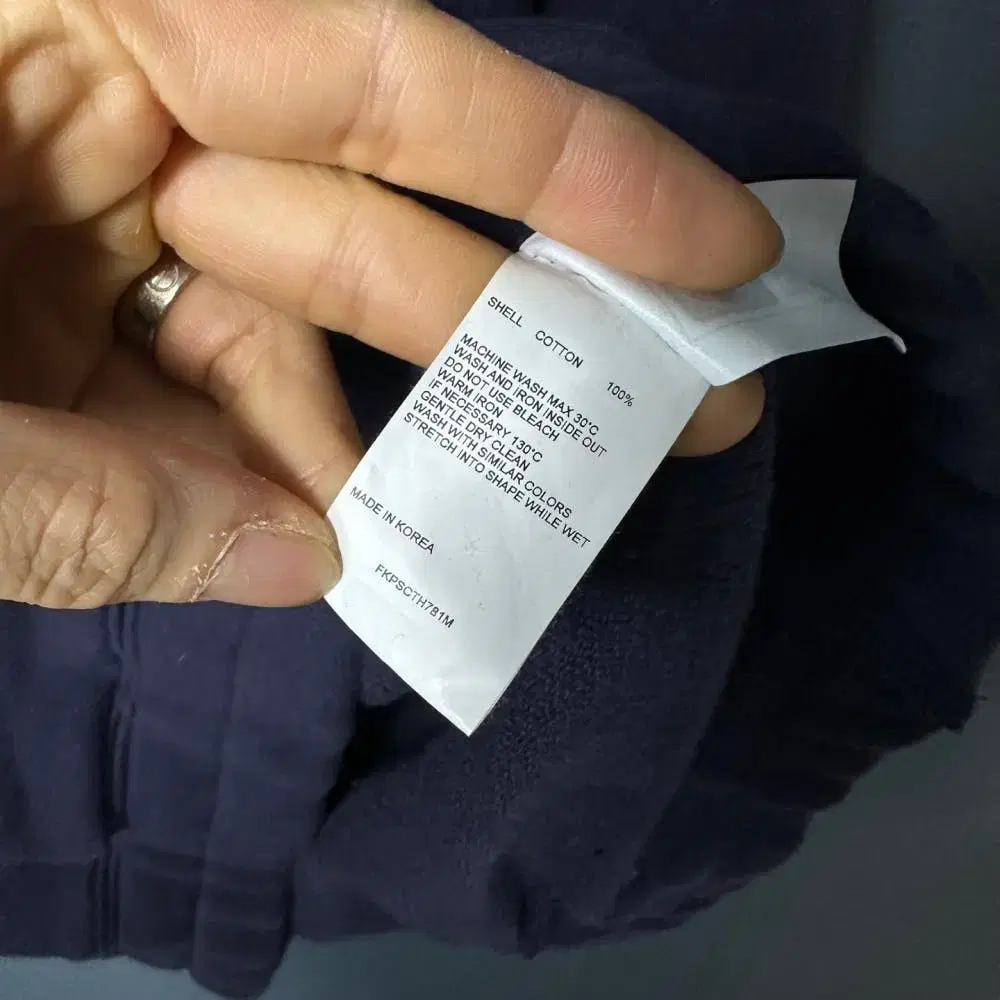 SHELL COTTON 100%
MACHINE WASH MAX 30°C
WASH AND IRON INSIDE OUT
DO NOT USE BLEACH
WARM IRON
IF NECESSARY 130°C
GENTLE DRY CLEAN
WASH WITH SIMILAR COLORS
STRETCH INTO SHAPE WHILE WET
MADE IN KOREA
FKPSCTH781M